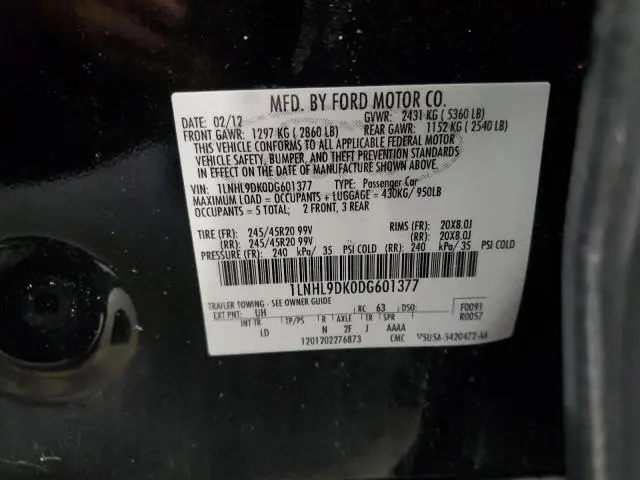 MFD. BY FORD MOTOR CO.
DATE: 02/12 GVWR: 2431 KG ( 5360 LB)
FRONT GAWR: 1297 KG ( 2860 LB) REAR GAWR: 1152 KG ( 2540 LB)
THIS VEHICLE CONFORMS TO ALL APPLICABLE FEDERAL MOTOR
VEHICLE SAFETY, BUMPER, AND THEFT PREVENTION STANDARDS
IN EFFECT ON THE DATE OF MANUFACTURE SHOWN ABOVE.
VIN: 1LNHL9DK0DG601377 TYPE: Passenger Car
MAXIMUM LOAD = OCCUPANTS + LUGGAGE = 430KG/ 950LB
OCCUPANTS = 5 TOTAL; 2 FRONT, 3 REAR
TIRE (FR): 245/45R20 99V RIMS (FR): 20X8.0J
(RR): 245/45R20 99V (RR): 20X8.0J
PRESSURE (FR): 240 kPa/ 35 PSI COLD (RR): 240 kPa/ 35 PSI COLD
1LNHL9DK0DG601377
TRAILER TOWING - SEE OWNER GUIDE
EXT PNT: UH RC: 63 DSO: F0093
INT TR TP/PS R AXLE TR SPR R0057
LD N 2F J AAAA
1201202276873 CMC